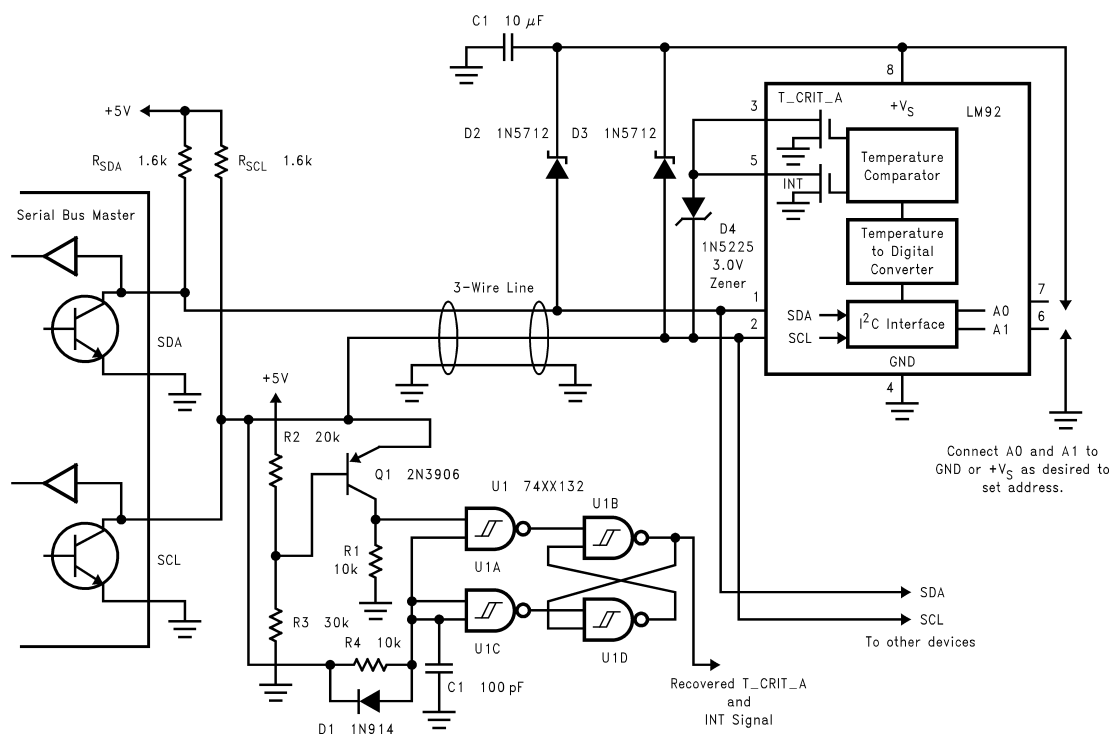 C1 10 μF
8
+5V
T_CRIT_A
3
+VS
LM92
D2 1N5712
D3 1N5712
RSDA 1.6k
RSCL 1.6k
Temperature
Comparator
5
INT
Serial Bus Master
D4
1N5225
3.0V
Zener
Temperature
to Digital
Converter
3-Wire Line
7
1
SDA
A0
I2C Interface
6
2
SCL
A1
SDA
GND
4
+5V
R2 20k
Connect A0 and A1 to
GND or +VS as desired to
set address.
Q1 2N3906
U1 74XX132
U1B
R1
10k
U1A
SCL
SDA
R3 30k
SCL
R4 10k
U1C
U1D
To other devices
C1 100pF
Recovered T_CRIT_A
and
INT Signal
D1 1N914